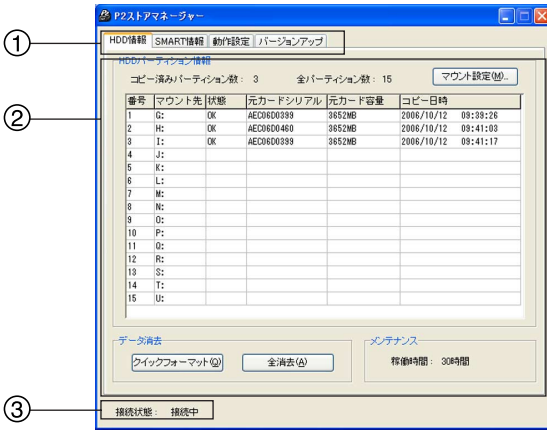 P2ストアマネージャー
① HDD情報 SMART情報 動作設定 バージョンアップ
HDDパーティション情報
コピー済みパーティション数： 3 全パーティション数： 15 マウント設定(M)..
②
番号 マウント先 状態 元カードシリアル 元カード容量 コピー日時
1 G: OK AEC06D0399 3652MB 2006/10/12 09:39:26
2 H: OK AEC06D0460 3652MB 2006/10/12 09:41:03
3 I: OK AEC06D0399 3652MB 2006/10/12 09:41:17
4 J:
5 K:
6 L:
7 M:
8 N:
9 O:
10 P:
11 Q:
12 R:
13 S:
14 T:
15 U:
データ消去 メンテナンス
クイックフォーマット(Q) 全消去(A) 稼働時間： 30時間
③ 接続状態： 接続中